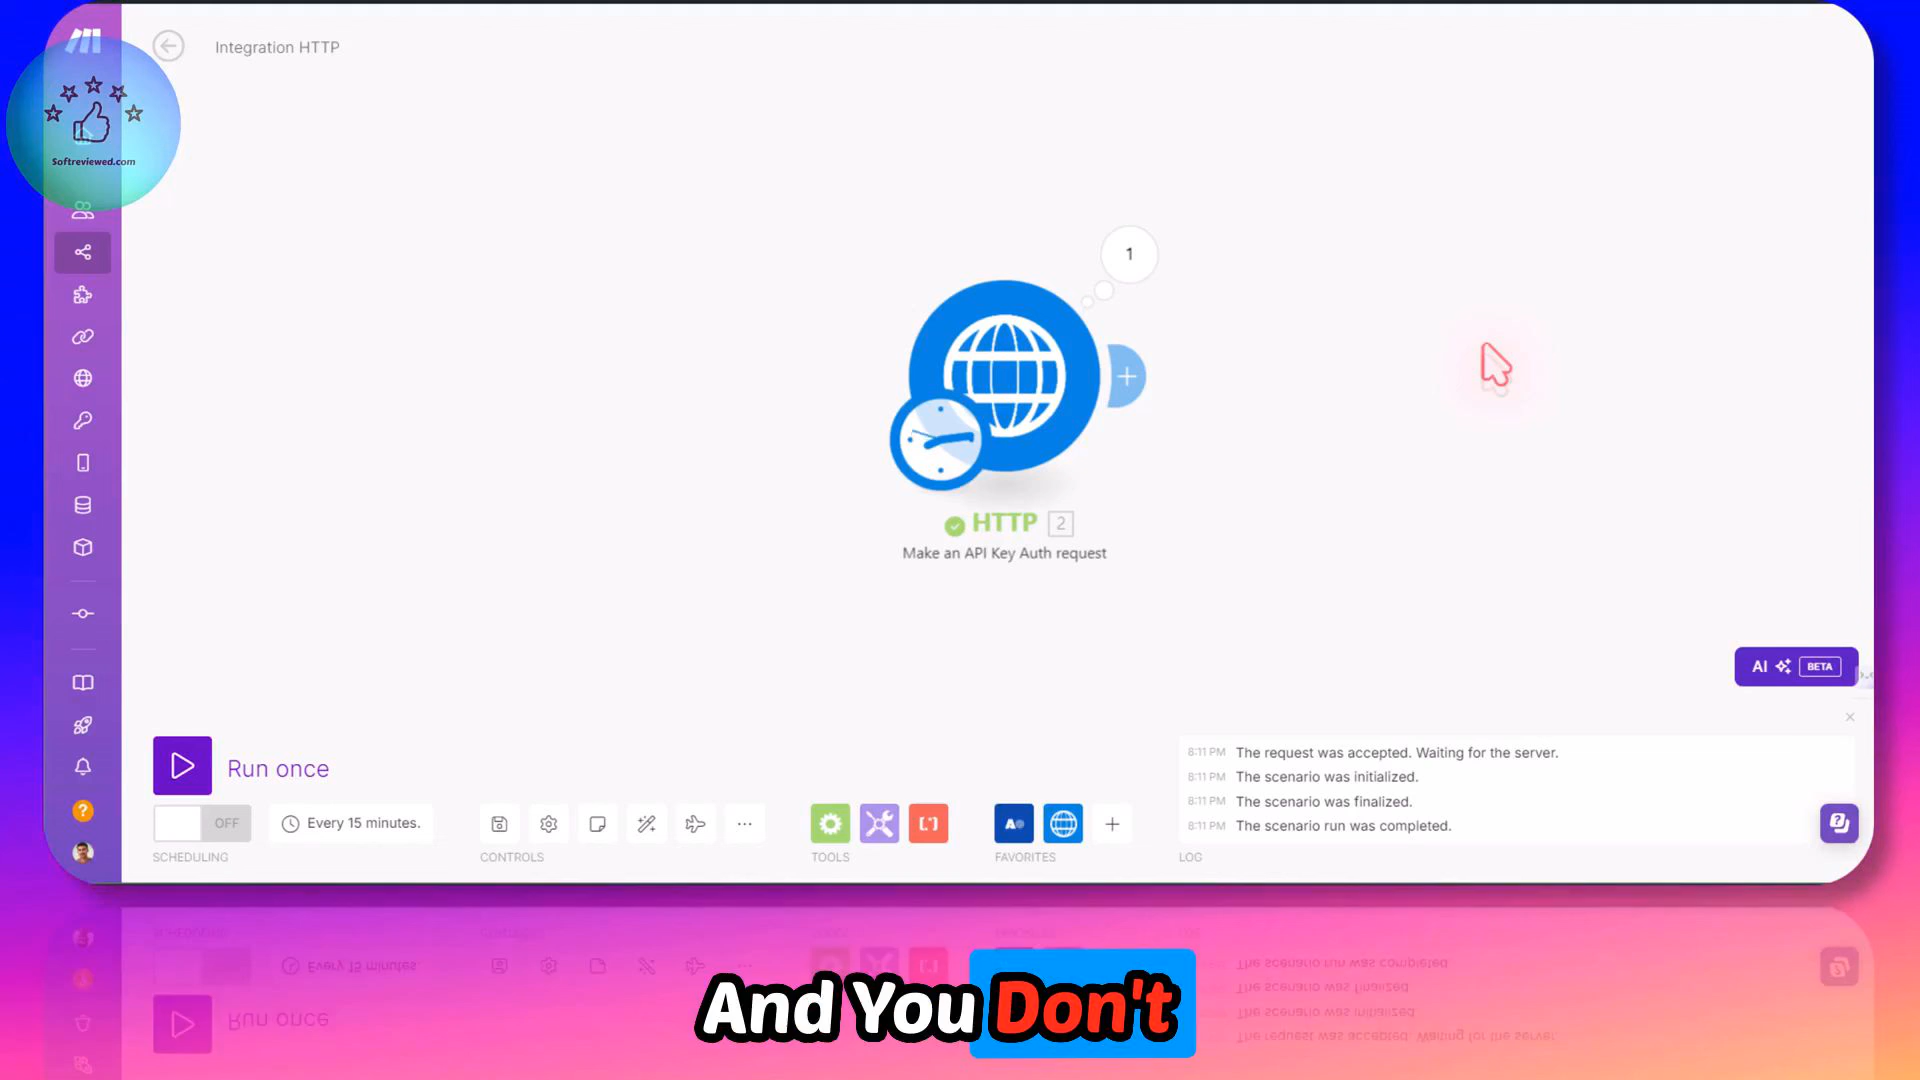 Integration HTTP
Softreviewed.com
1
HTTP 2
Make an API Key Auth request
AI BETA
Run once
8:11 PM The request was accepted. Waiting for the server.
8:11 PM The scenario was initialized.
8:11 PM The scenario was finalized.
8:11 PM The scenario run was completed.
OFF
Every 15 minutes.
SCHEDULING
CONTROLS
TOOLS
FAVORITES
LOG
And You Don't